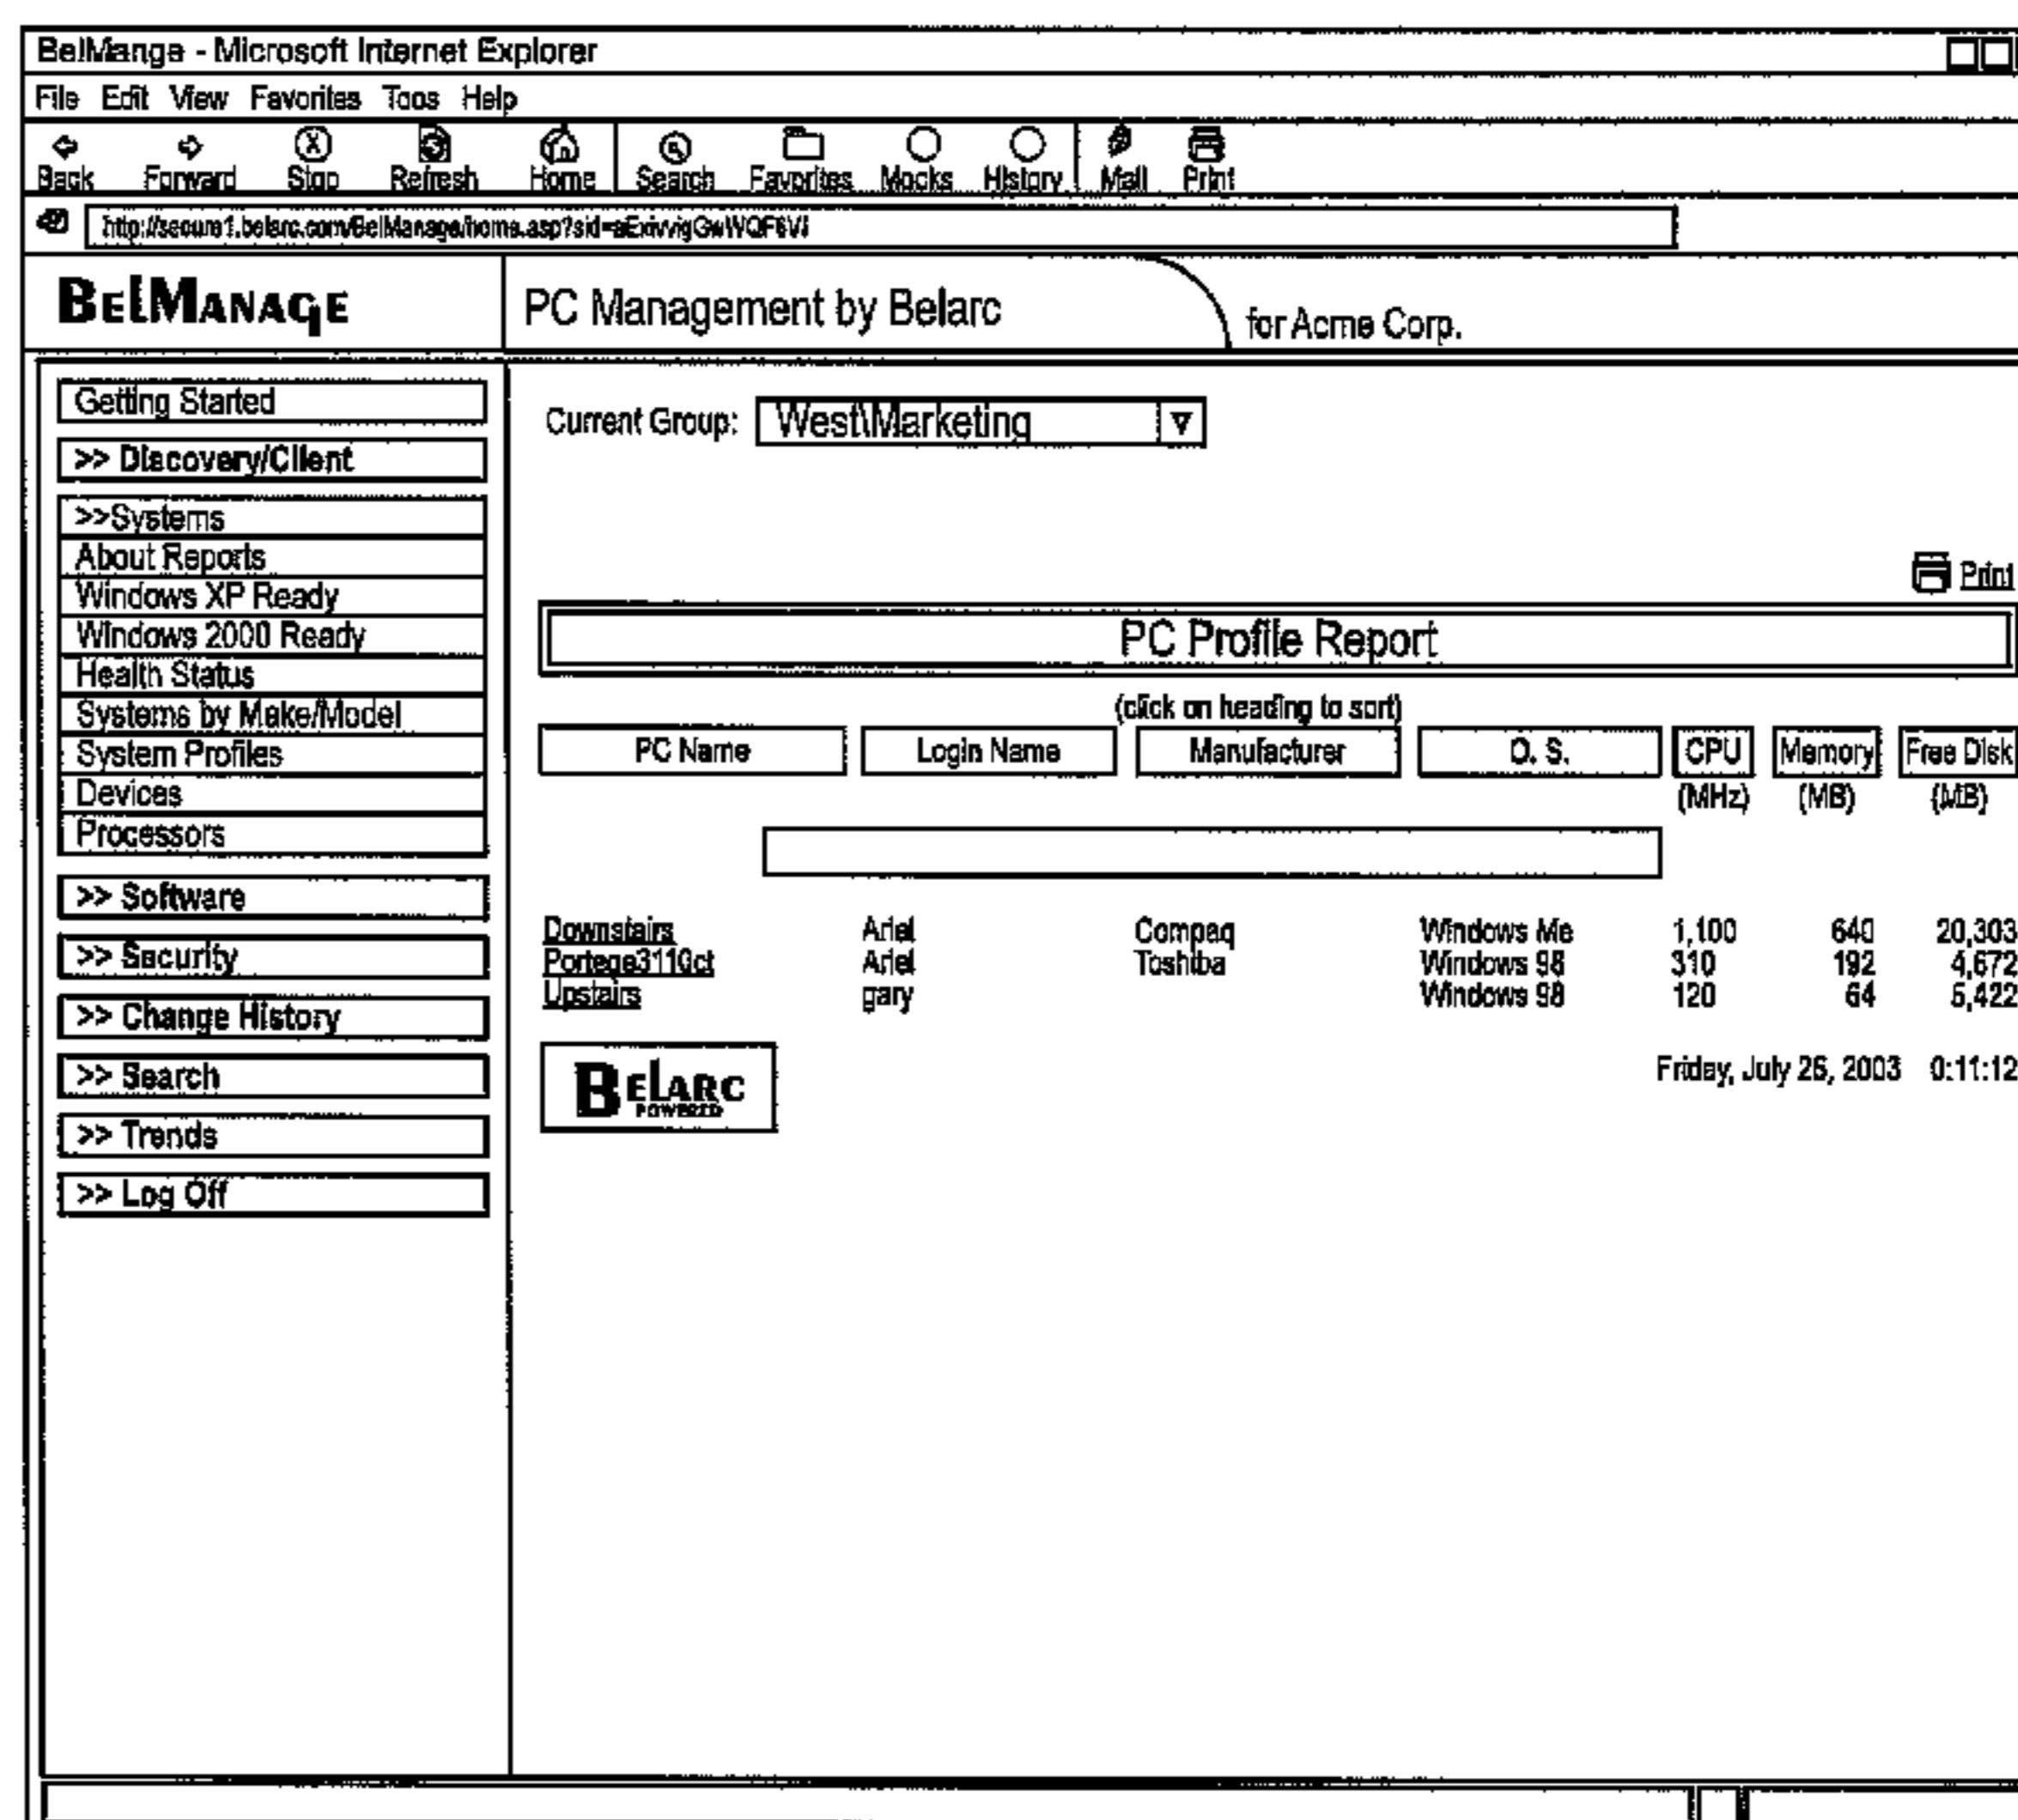 BelMange - Microsoft Internet Explorer
File Edit View Favorites Toos Help
Back Forward Stop Refresh Home Search Favorites Mocks History Mail Print
BELMANAGE PC Management by Belarc for Acme Corp.
Getting Started
>> Discovery/Client
>>Systems
About Reports
Windows XP Ready
Windows 2000 Ready
Health Status
Systems by Make/Model
System Profiles
Devices
Processors
>> Software
>> Security
>> Change History
>> Search
>> Trends
>> Log Off
Current Group: West\Marketing
Print
PC Profile Report
(click on heading to sort)
PC Name Login Name Manufacturer O. S. CPU Memory Free Disk
(MHz) (MB) (MB)
Downstairs Ariel Compaq Windows Me 1,100 640 20,303
Portege3110ct Ariel Toshiba Windows 98 310 192 4,672
Upstairs gary Windows 98 120 64 5,422
BELARC
POWERED
Friday, July 25, 2003 0:11:12